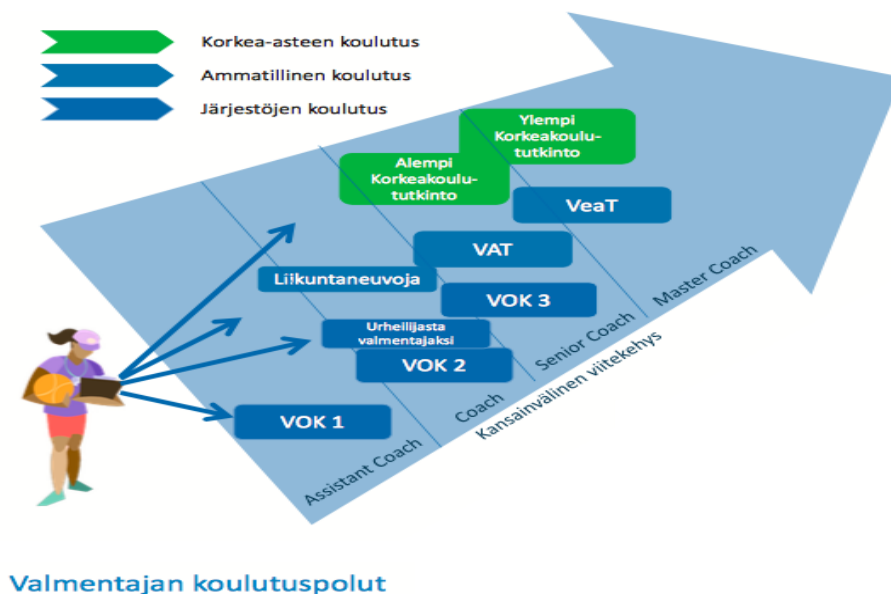 Korkea-asteen koulutus
Ammatillinen koulutus
Järjestöjen koulutus
Ylempi
Korkeakoulu-
tutkinto
Alempi
Korkeakoulu-
tutkinto
VeaT
VAT
Liikuntaneuvoja
VOK 3
Urheilijasta
valmentajaksi
VOK 2
VOK 1
Assistant Coach
Coach
Senior Coach
Master Coach
Kansainvälinen viitekehys
Valmentajan koulutuspolut